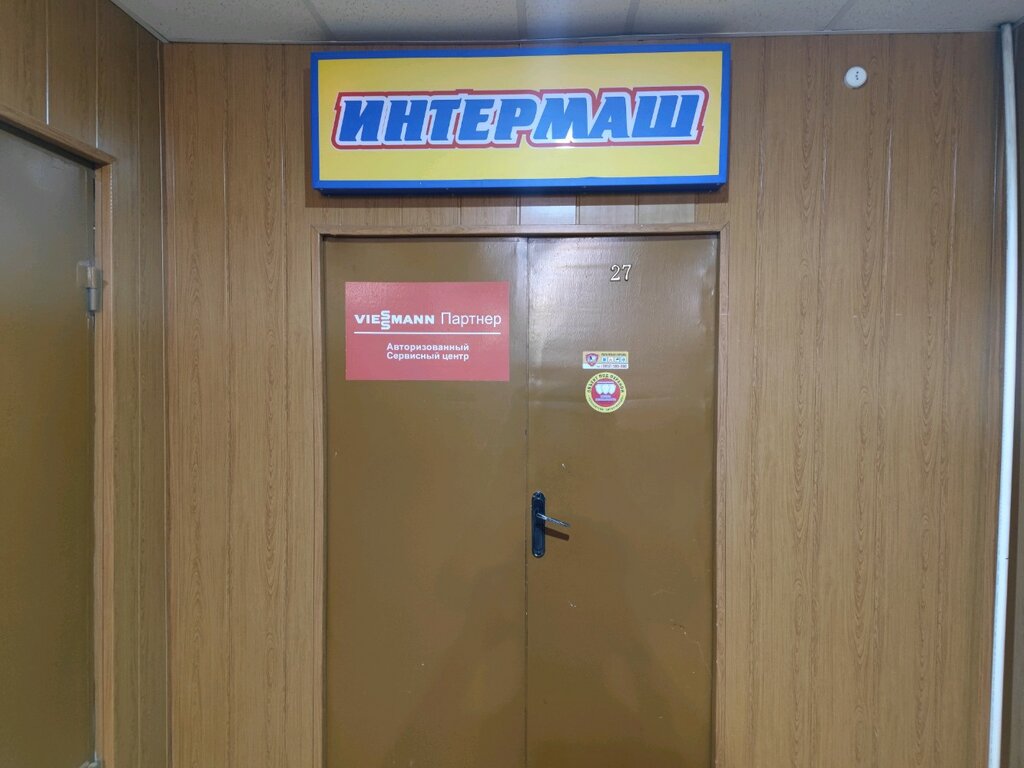 ИНТЕРМАШ
27
VIESSMANN Партнер
Авторизованный
Сервисный центр